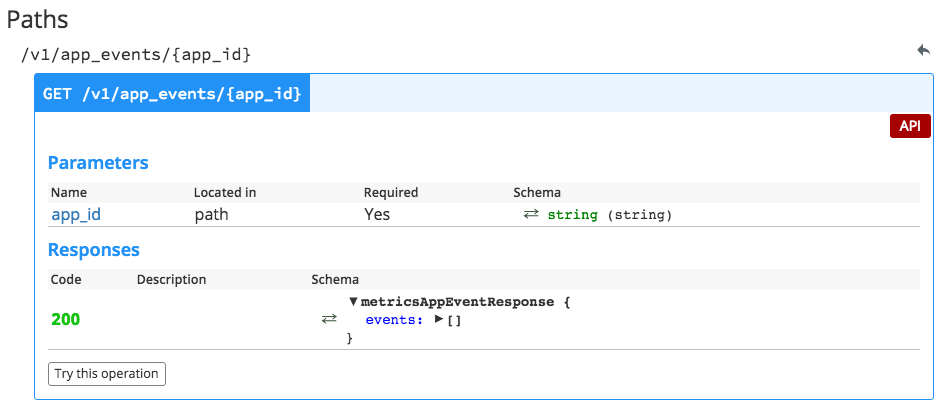 Paths
/v1/app_events/{app_id}
GET /v1/app_events/{app_id}
API
Parameters
Name Located in Required Schema
app_id path Yes ⇄ string (string)
Responses
Code Description Schema
200 ⇄ ▼metricsAppEventResponse {
events: ▶[]
}
Try this operation